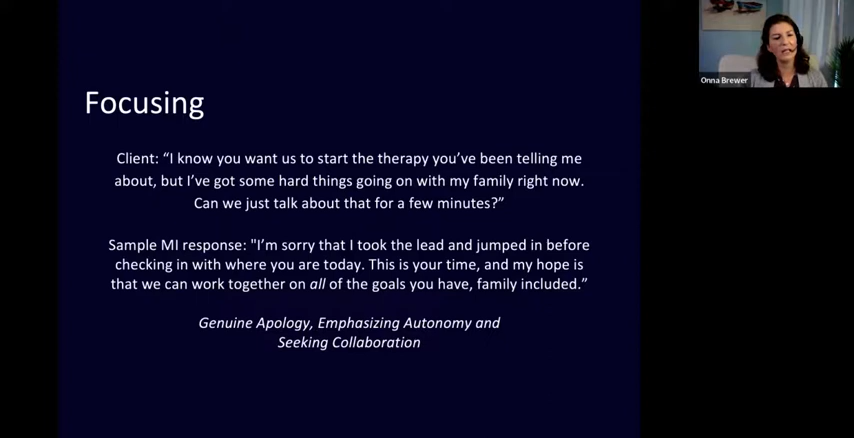 Focusing
Client: “I know you want us to start the therapy you’ve been telling me
about, but I’ve got some hard things going on with my family right now.
Can we just talk about that for a few minutes?”
Sample MI response: "I’m sorry that I took the lead and jumped in before
checking in with where you are today. This is your time, and my hope is
that we can work together on all of the goals you have, family included.”
Genuine Apology, Emphasizing Autonomy and
Seeking Collaboration
Onna Brewer